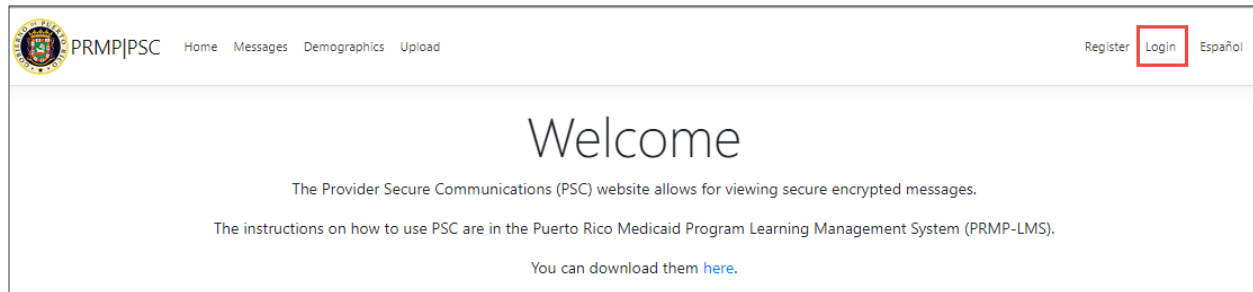 PRMP|PSC Home Messages Demographics Upload Register Login Español
Welcome
The Provider Secure Communications (PSC) website allows for viewing secure encrypted messages.
The instructions on how to use PSC are in the Puerto Rico Medicaid Program Learning Management System (PRMP-LMS).
You can download them here.